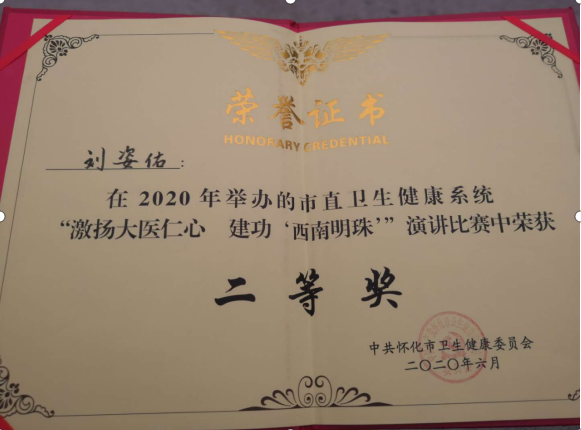 荣誉证书
HONORARY CREDENTIAL
刘姿佑：
在2020年举办的市直卫生健康系统
“激扬大医仁心 建功‘西南明珠’”演讲比赛中荣获
二等奖
中共怀化市卫生健康委员会
二〇二〇年六月